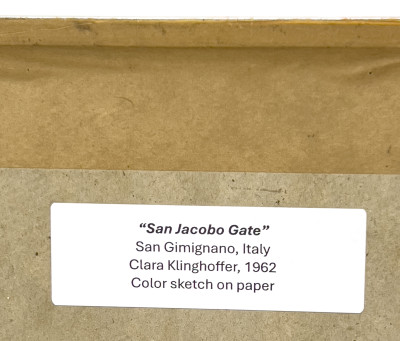 “San Jacobo Gate”
San Gimignano, Italy
Clara Klinghoffer, 1962
Color sketch on paper